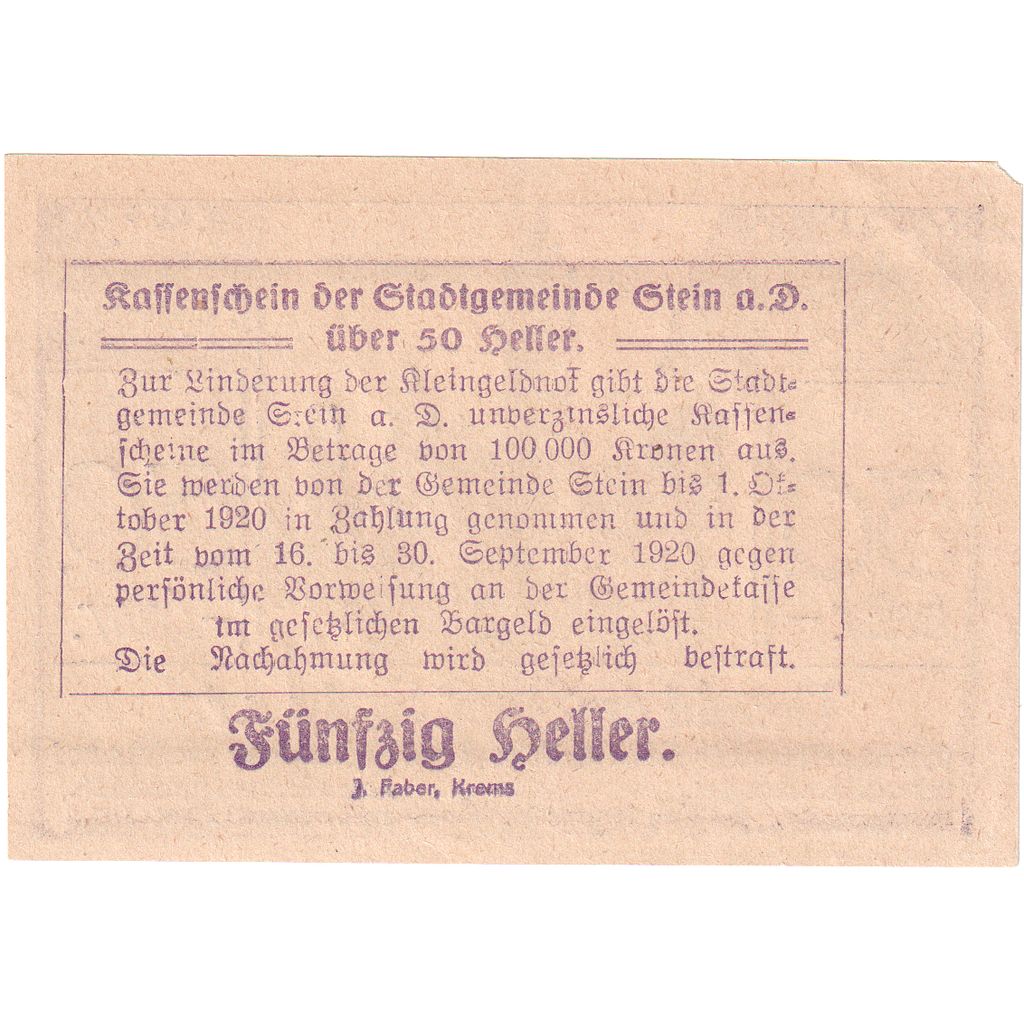 Kassenschein der Stadtgemeinde Stein a. D.
über 50 Heller.
Zur Linderung der Kleingeldnot gibt die Stadt=
gemeinde Stein a. D. unverzinsliche Kassen=
scheine im Betrage von 100.000 Kronen aus.
Sie werden von der Gemeinde Stein bis 1. Ok=
tober 1920 in Zahlung genommen und in der
Zeit vom 16. bis 30. September 1920 gegen
persönliche Vorweisung an der Gemeindekasse
im gesetzlichen Bargeld eingelöst.
Die Nachahmung wird gesetzlich bestraft.
Fünfzig Heller.
J. Faber, Krems